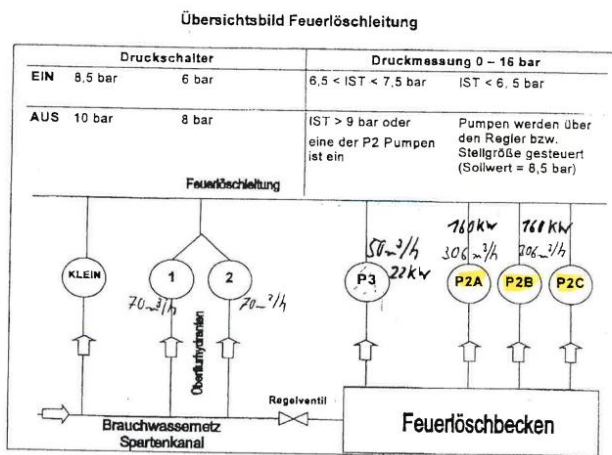 Übersichtsbild Feuerlöschleitung
Druckschalter
Druckmessung 0 – 16 bar
EIN 8,5 bar 6 bar 6,5 < IST < 7,5 bar IST < 6, 5 bar
AUS 10 bar 8 bar IST > 9 bar oder
eine der P2 Pumpen
ist ein
Pumpen werden über
den Regler bzw.
Stellgröße gesteuert
(Sollwert = 8,5 bar)
Feuerlöschleitung
50 m³/h
22 kW
160 kW
306 m³/h
160 kW
306 m³/h
KLEIN
1
2
P3
P2A
P2B
P2C
70 m³/h
70 m³/h
Überflurhydranten
Regelventil
Brauchwassernetz
Spartenkanal
Feuerlöschbecken